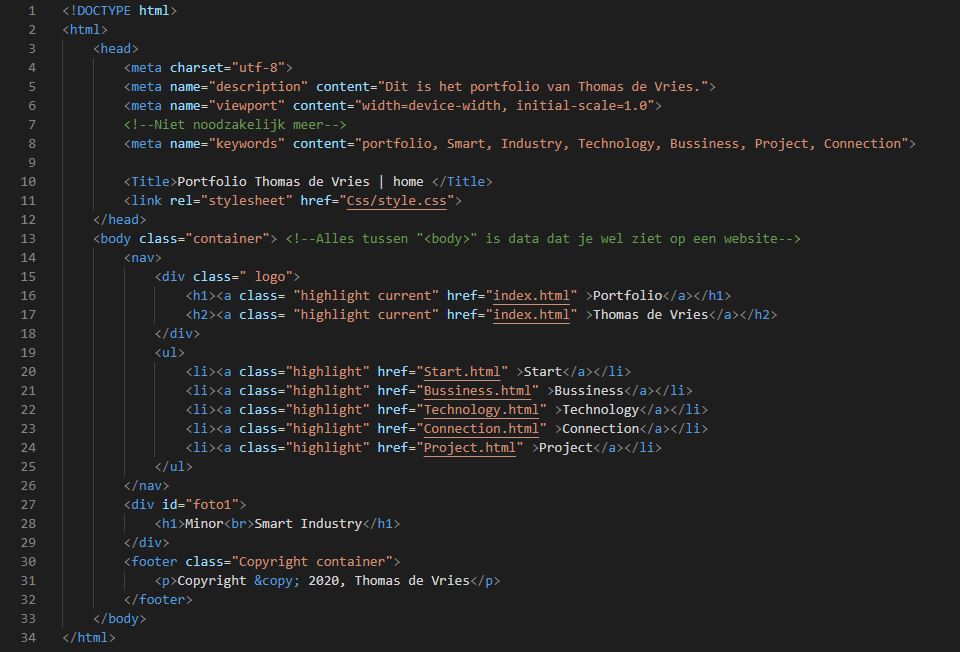 1 <!DOCTYPE html>
2 <html>
3 <head>
4 <meta charset="utf-8">
5 <meta name="description" content="Dit is het portfolio van Thomas de Vries.">
6 <meta name="viewport" content="width=device-width, initial-scale=1.0">
7 <!--Niet noodzakelijk meer-->
8 <meta name="keywords" content="portfolio, Smart, Industry, Technology, Bussiness, Project, Connection">
9
10 <Title>Portfolio Thomas de Vries | home </Title>
11 <link rel="stylesheet" href="Css/style.css">
12 </head>
13 <body class="container"> <!--Alles tussen "<body>" is data dat je wel ziet op een website-->
14 <nav>
15 <div class=" logo">
16 <h1><a class= "highlight current" href="index.html" >Portfolio</a></h1>
17 <h2><a class= "highlight current" href="index.html" >Thomas de Vries</a></h2>
18 </div>
19 <ul>
20 <li><a class="highlight" href="Start.html" >Start</a></li>
21 <li><a class="highlight" href="Bussiness.html" >Bussiness</a></li>
22 <li><a class="highlight" href="Technology.html" >Technology</a></li>
23 <li><a class="highlight" href="Connection.html" >Connection</a></li>
24 <li><a class="highlight" href="Project.html" >Project</a></li>
25 </ul>
26 </nav>
27 <div id="foto1">
28 <h1>Minor<br>Smart Industry</h1>
29 </div>
30 <footer class="Copyright container">
31 <p>Copyright &copy; 2020, Thomas de Vries</p>
32 </footer>
33 </body>
34 </html>